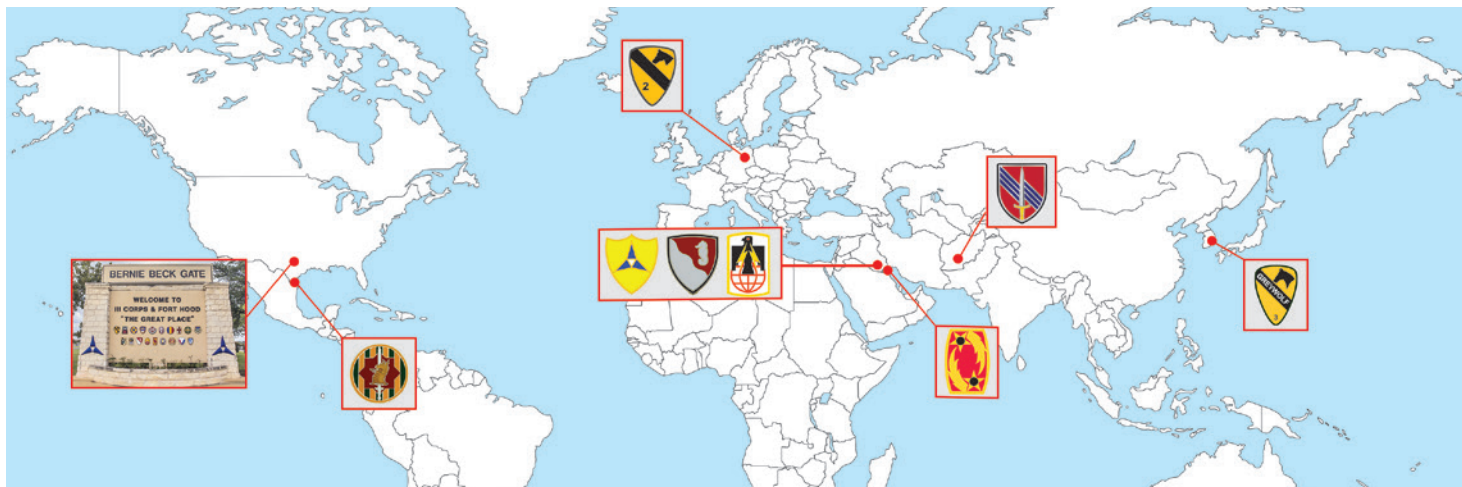 2
BERNIE BECK GATE
WELCOME TO
III CORPS & FORT HOOD
"THE GREAT PLACE"
GREYWOLF
3